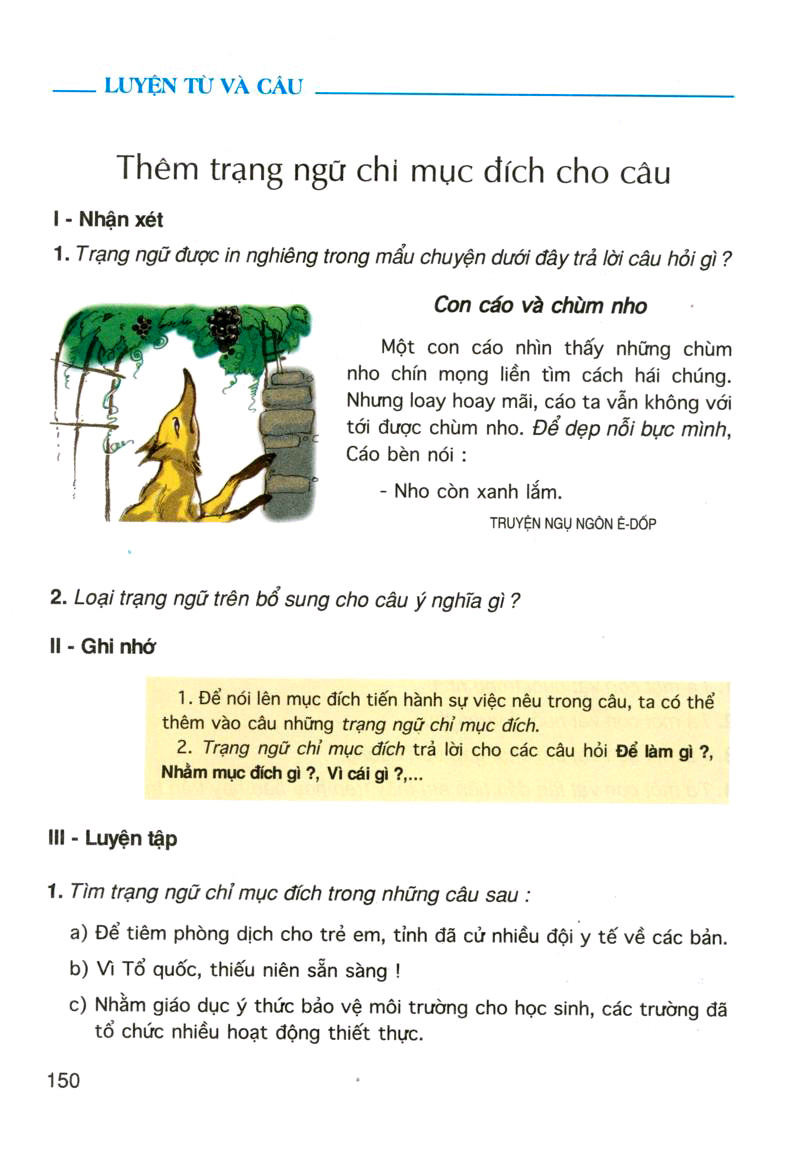 LUYỆN TỪ VÀ CÂU
Thêm trạng ngữ chỉ mục đích cho câu
I - Nhận xét
1. Trạng ngữ được in nghiêng trong mẩu chuyện dưới đây trả lời câu hỏi gì ?
Con cáo và chùm nho
Một con cáo nhìn thấy những chùm
nho chín mọng liền tìm cách hái chúng.
Nhưng loay hoay mãi, cáo ta vẫn không với
tới được chùm nho. Để dẹp nỗi bực mình,
Cáo bèn nói :
- Nho còn xanh lắm.
TRUYỆN NGỤ NGÔN Ê-DỐP
2. Loại trạng ngữ trên bổ sung cho câu ý nghĩa gì ?
II - Ghi nhớ
1. Để nói lên mục đích tiến hành sự việc nêu trong câu, ta có thể
thêm vào câu những trạng ngữ chỉ mục đích.
2. Trạng ngữ chỉ mục đích trả lời cho các câu hỏi Để làm gì ?,
Nhằm mục đích gì ?, Vì cái gì ?,...
III - Luyện tập
1. Tìm trạng ngữ chỉ mục đích trong những câu sau :
a) Để tiêm phòng dịch cho trẻ em, tỉnh đã cử nhiều đội y tế về các bản.
b) Vì Tổ quốc, thiếu niên sẵn sàng !
c) Nhằm giáo dục ý thức bảo vệ môi trường cho học sinh, các trường đã
tổ chức nhiều hoạt động thiết thực.
150